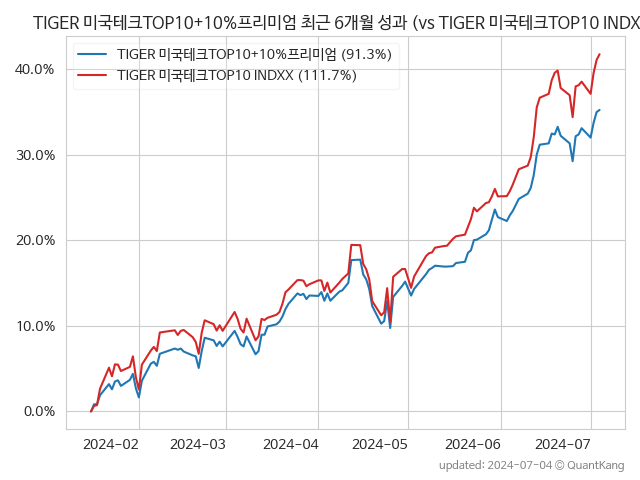 TIGER 미국테크TOP10+10%프리미엄 최근 6개월 성과 (vs TIGER 미국테크TOP10 INDX
TIGER 미국테크TOP10+10%프리미엄 (91.3%)
TIGER 미국테크TOP10 INDXX (111.7%)
40.0%
30.0%
20.0%
10.0%
0.0%
2024-02 2024-03 2024-04 2024-05 2024-06 2024-07
updated: 2024-07-04 © QuantKang